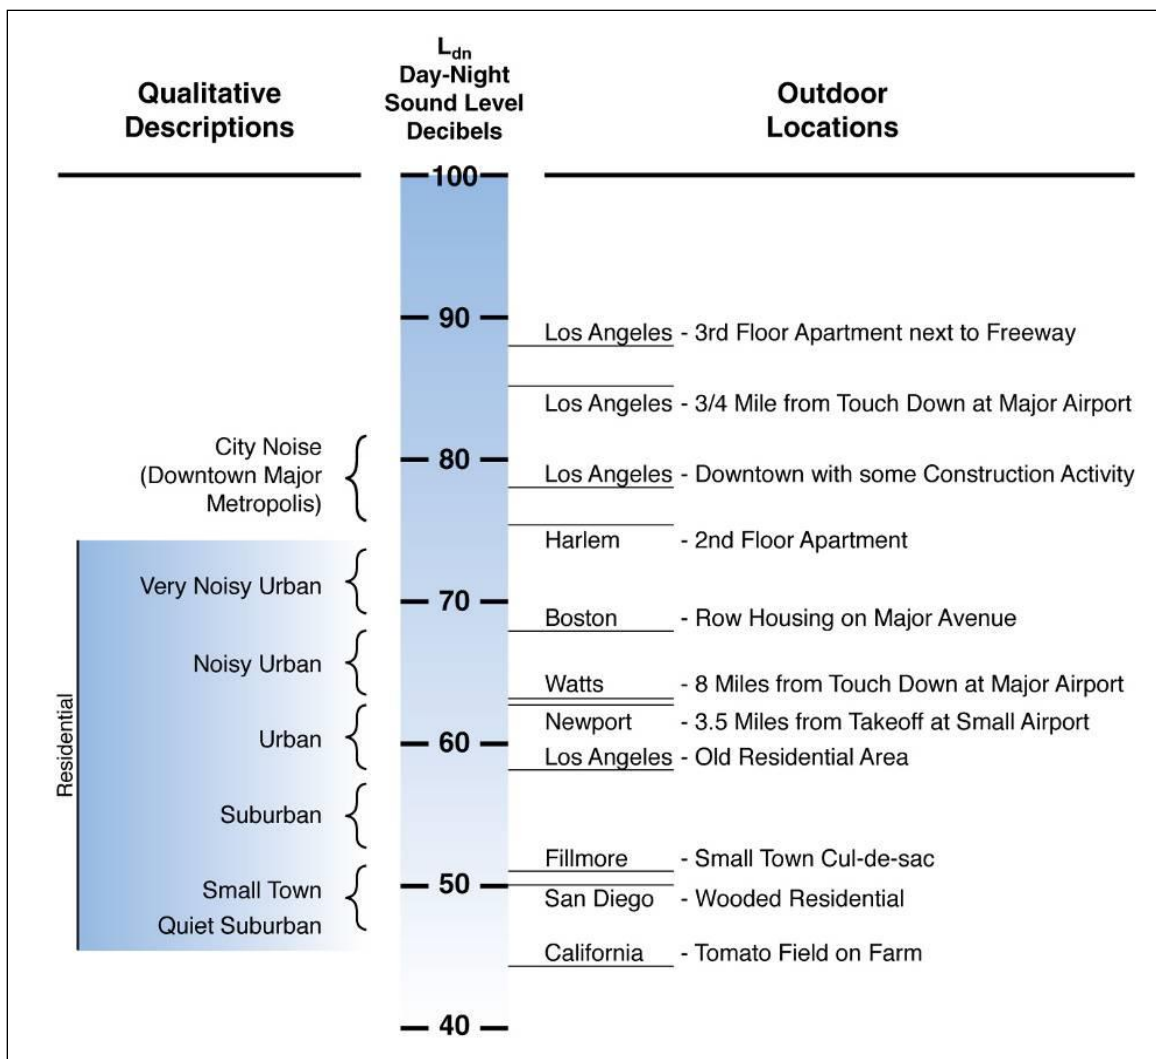 Qualitative
Descriptions
Ldn
Day-Night
Sound Level
Decibels
Outdoor
Locations
100
90
80
70
60
50
40
City Noise
(Downtown Major
Metropolis)
Residential
Very Noisy Urban
Noisy Urban
Urban
Suburban
Small Town
Quiet Suburban
Los Angeles - 3rd Floor Apartment next to Freeway
Los Angeles - 3/4 Mile from Touch Down at Major Airport
Los Angeles - Downtown with some Construction Activity
Harlem - 2nd Floor Apartment
Boston - Row Housing on Major Avenue
Watts - 8 Miles from Touch Down at Major Airport
Newport - 3.5 Miles from Takeoff at Small Airport
Los Angeles - Old Residential Area
Fillmore - Small Town Cul-de-sac
San Diego - Wooded Residential
California - Tomato Field on Farm